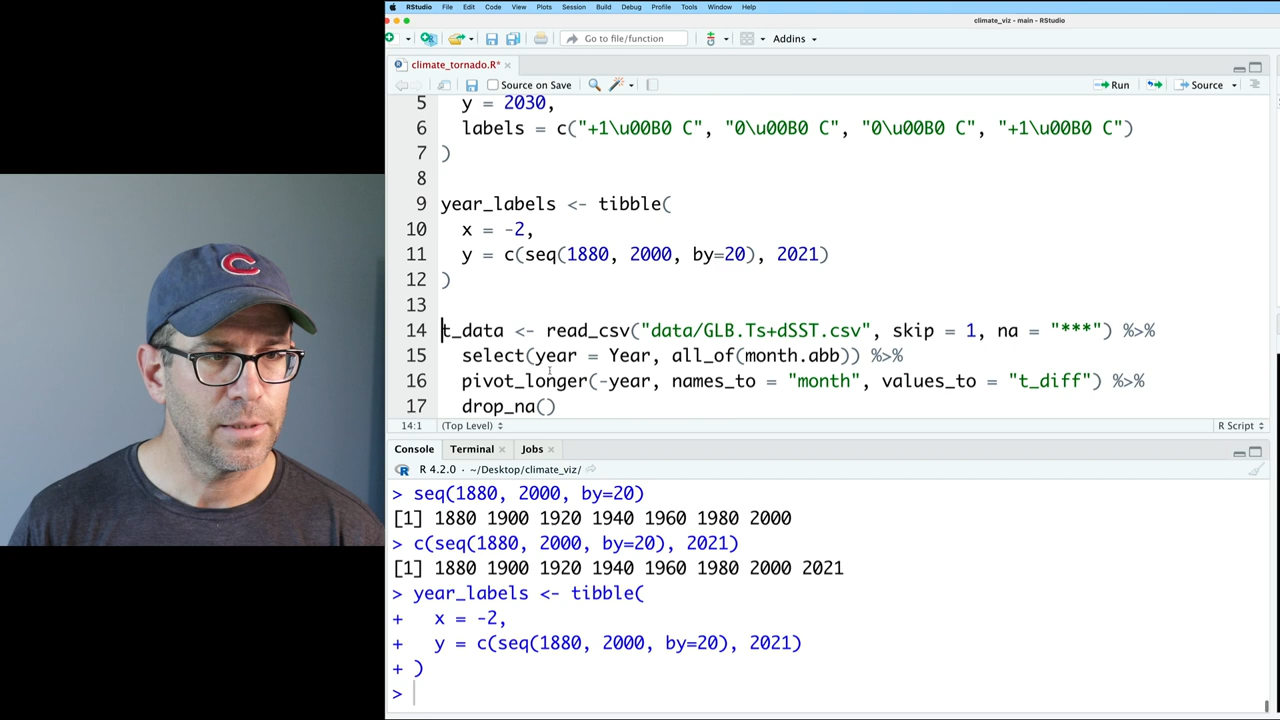 RStudio File Edit Code View Plots Session Build Debug Profile Tools Window Help
climate_viz - main - RStudio
Go to file/function Addins
climate_tornado.R*
Source on Save Run Source
5 y = 2030,
6 labels = c("+1\u00B0 C", "0\u00B0 C", "0\u00B0 C", "+1\u00B0 C")
7 )
8
9 year_labels <- tibble(
10 x = -2,
11 y = c(seq(1880, 2000, by=20), 2021)
12 )
13
14 t_data <- read_csv("data/GLB.Ts+dSST.csv", skip = 1, na = "***") %>%
15 select(year = Year, all_of(month.abb)) %>%
16 pivot_longer(-year, names_to = "month", values_to = "t_diff") %>%
17 drop_na()
14:1 (Top Level) R Script
Console Terminal Jobs
R 4.2.0 · ~/Desktop/climate_viz/
> seq(1880, 2000, by=20)
[1] 1880 1900 1920 1940 1960 1980 2000
> c(seq(1880, 2000, by=20), 2021)
[1] 1880 1900 1920 1940 1960 1980 2000 2021
> year_labels <- tibble(
+ x = -2,
+ y = c(seq(1880, 2000, by=20), 2021)
+ )
>
C